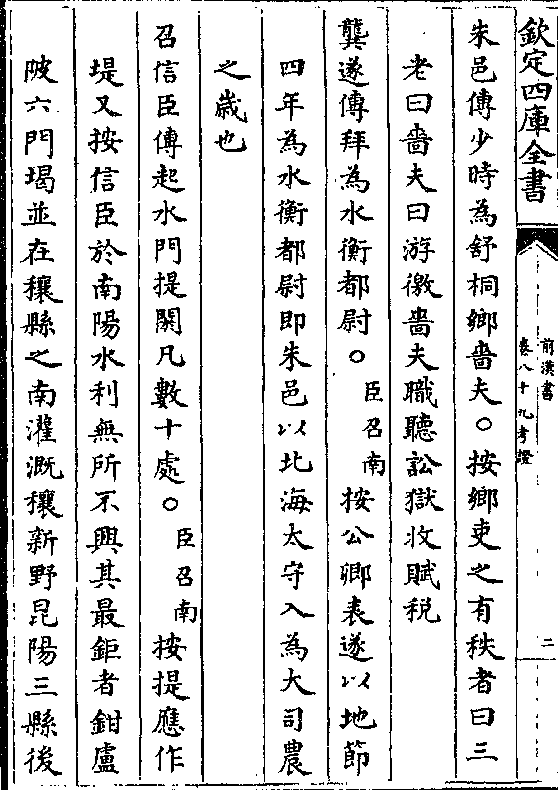 欽定四庫全書
前漢書
卷八十九考證
三
朱邑傳少時為舒桐鄉嗇夫○按鄉吏之有秩者曰三
老曰嗇夫曰游徼嗇夫職聽訟獄收賦稅
龔遂傳拜為水衡都尉○臣召南按公卿表遂以地節
四年為水衡都尉即朱邑以北海太守入為大司農
之歲也
召信臣傳起水門提閼凡數十處○臣召南按提應作
堤又按信臣於南陽水利無所不興其最鉅者鉗盧
陂六門堨並在穰縣之南灌溉穰新野昆陽三縣後